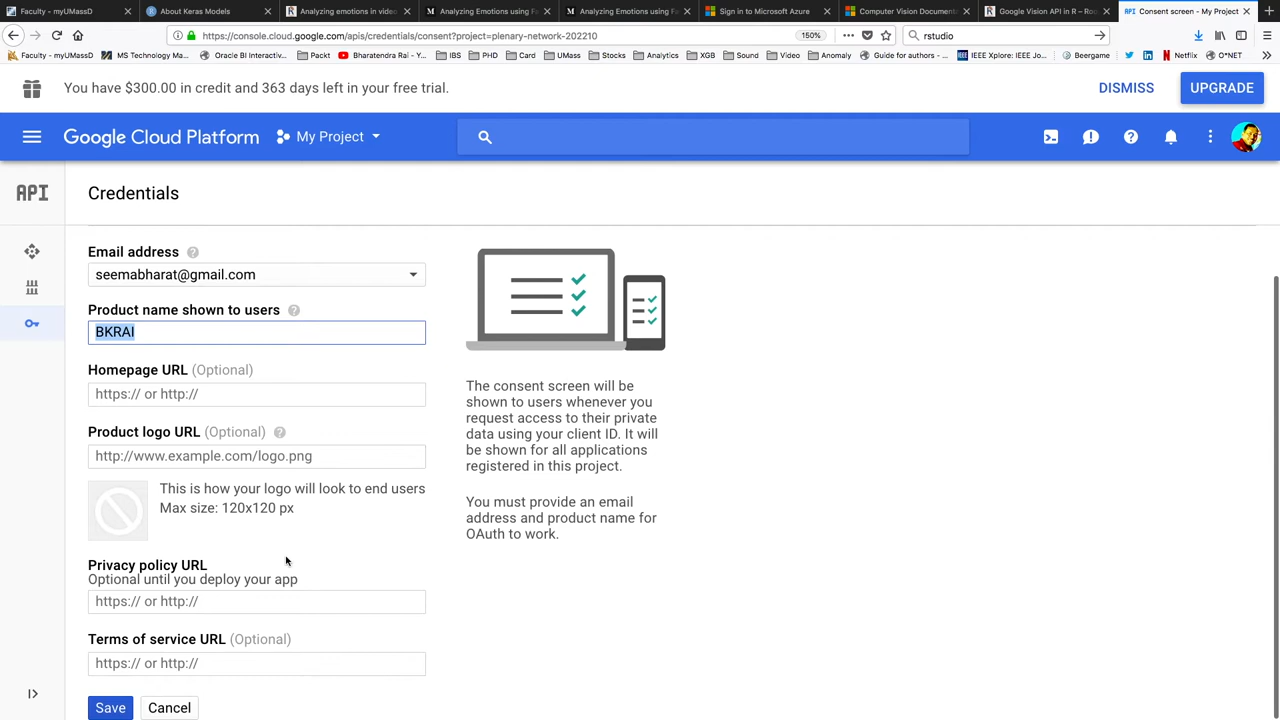 Faculty - myUMassD
About Keras Models
Analyzing emotions in video
Analyzing Emotions using F
Analyzing Emotions using Fa
Sign in to Microsoft Azure
Computer Vision Document
Google Vision API in R – Ro
Consent screen - My Project
https://console.cloud.google.com/apis/credentials/consent?project=plenary-network-202210
150%
rstudio
Faculty - myUMassD
MS Technology Ma...
Oracle BI Interactiv...
Packt
Bharatendra Rai - Y...
IBS
PHD
Card
UMass
Stocks
Analytics
XGB
Sound
Video
Anomaly
Guide for authors - ...
IEEE Xplore: IEEE Jo...
Beergame
Netflix
O*NET
You have $300.00 in credit and 363 days left in your free trial.
DISMISS
UPGRADE
Google Cloud Platform
My Project
API
Credentials
Email address
seemabharat@gmail.com
Product name shown to users
BKRAI
Homepage URL (Optional)
https:// or http://
Product logo URL (Optional)
http://www.example.com/logo.png
This is how your logo will look to end users
Max size: 120x120 px
Privacy policy URL
Optional until you deploy your app
https:// or http://
Terms of service URL (Optional)
https:// or http://
Save
Cancel
The consent screen will be
shown to users whenever you
request access to their private
data using your client ID. It will
be shown for all applications
registered in this project.
You must provide an email
address and product name for
OAuth to work.